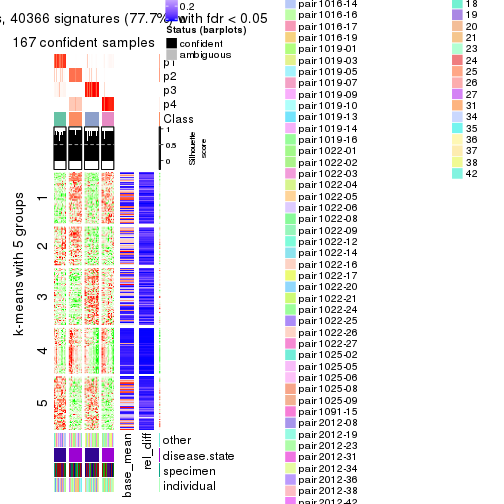 0.2
, 40366 signatures (77.7%) with fdr < 0.05
Status (barplots)
confident
ambiguous
167 confident samples
p1
p2
p3
p4
Class
1
0.5
0
Silhouette
score
k-means with 5 groups
1
2
3
4
5
base_mean
rel_diff
other
disease.state
specimen
individual
pair1016-14
pair1016-16
pair1016-17
pair1016-19
pair1019-01
pair1019-03
pair1019-05
pair1019-07
pair1019-09
pair1019-10
pair1019-13
pair1019-14
pair1019-16
pair1022-01
pair1022-02
pair1022-03
pair1022-04
pair1022-05
pair1022-06
pair1022-08
pair1022-09
pair1022-12
pair1022-14
pair1022-16
pair1022-17
pair1022-20
pair1022-21
pair1022-24
pair1022-25
pair1022-26
pair1022-27
pair1025-02
pair1025-05
pair1025-06
pair1025-08
pair1025-09
pair1091-15
pair2012-08
pair2012-19
pair2012-23
pair2012-31
pair2012-34
pair2012-36
pair2012-38
pair2012-42
18
19
20
23
24
25
26
27
31
34
35
36
37
38
42